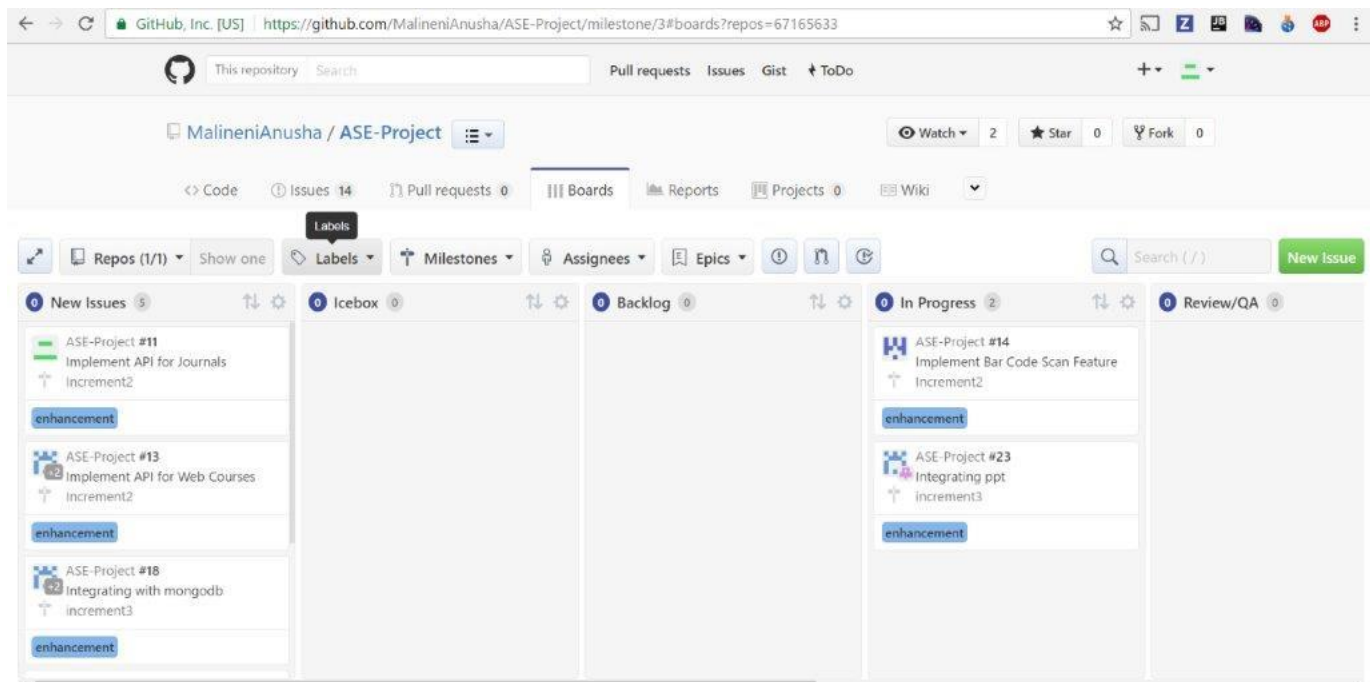 GitHub, Inc. [US] https://github.com/MalineniAnusha/ASE-Project/milestone/3#boards?repos=67165633
This repository Search Pull requests Issues Gist ToDo
MalineniAnusha / ASE-Project Watch 2 Star 0 Fork 0
Code Issues 14 Pull requests 0 Boards Reports Projects 0 Wiki
Labels
Repos (1/1) Show one Labels Milestones Assignees Epics Search ( / ) New Issue
0 New Issues 5 0 Icebox 0 0 Backlog 0 0 In Progress 2 0 Review/QA 0
ASE-Project #11
Implement API for Journals
Increment2
enhancement
ASE-Project #13
+2 Implement API for Web Courses
Increment2
enhancement
ASE-Project #18
+2 Integrating with mongodb
increment3
enhancement
ASE-Project #14
Implement Bar Code Scan Feature
Increment2
enhancement
ASE-Project #23
Integrating ppt
increment3
enhancement